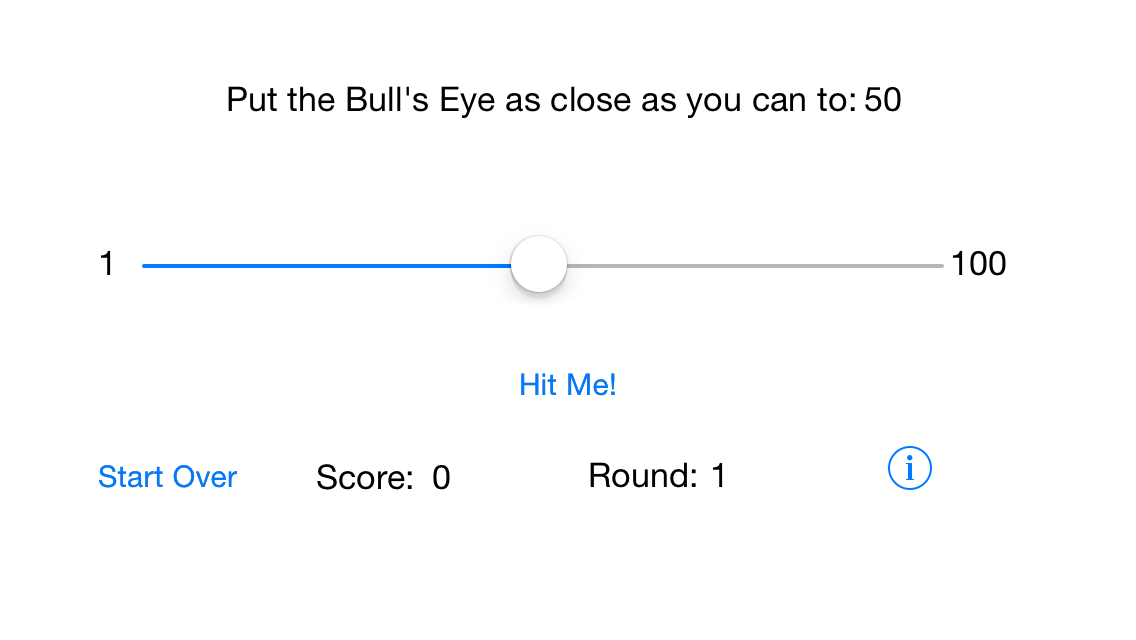 Put the Bull's Eye as close as you can to: 50
1 100
Hit Me!
Start Over Score: 0 Round: 1 i